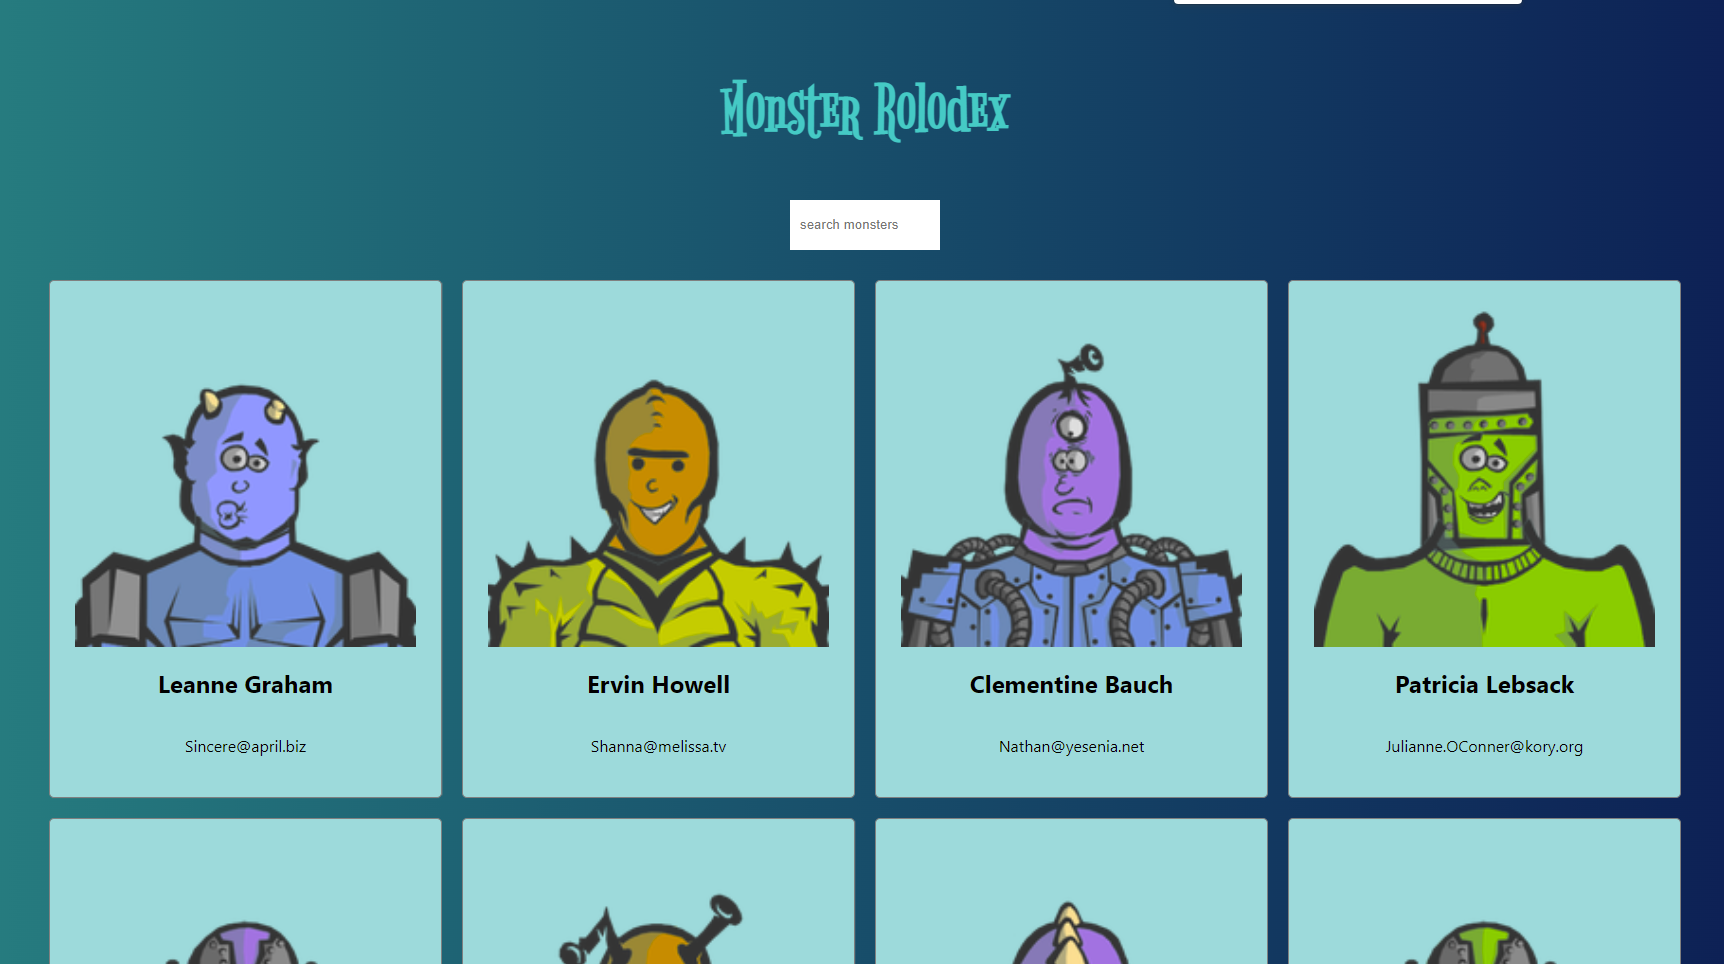 Monster Rolodex
search monsters
Leanne Graham
Ervin Howell
Clementine Bauch
Patricia Lebsack
Sincere@april.biz
Shanna@melissa.tv
Nathan@yesenia.net
Julianne.OConner@kory.org